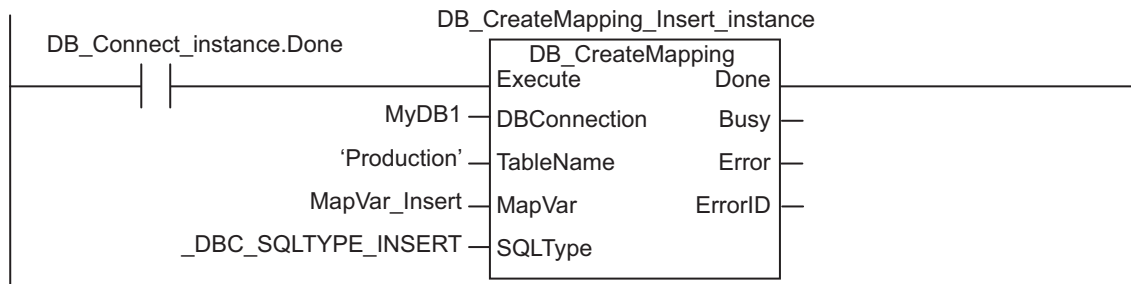 DB_CreateMapping_Insert_instance
DB_Connect_instance.Done
DB_CreateMapping
Execute Done
MyDB1 DBConnection Busy
‘Production’ TableName Error
MapVar_Insert MapVar ErrorID
_DBC_SQLTYPE_INSERT SQLType